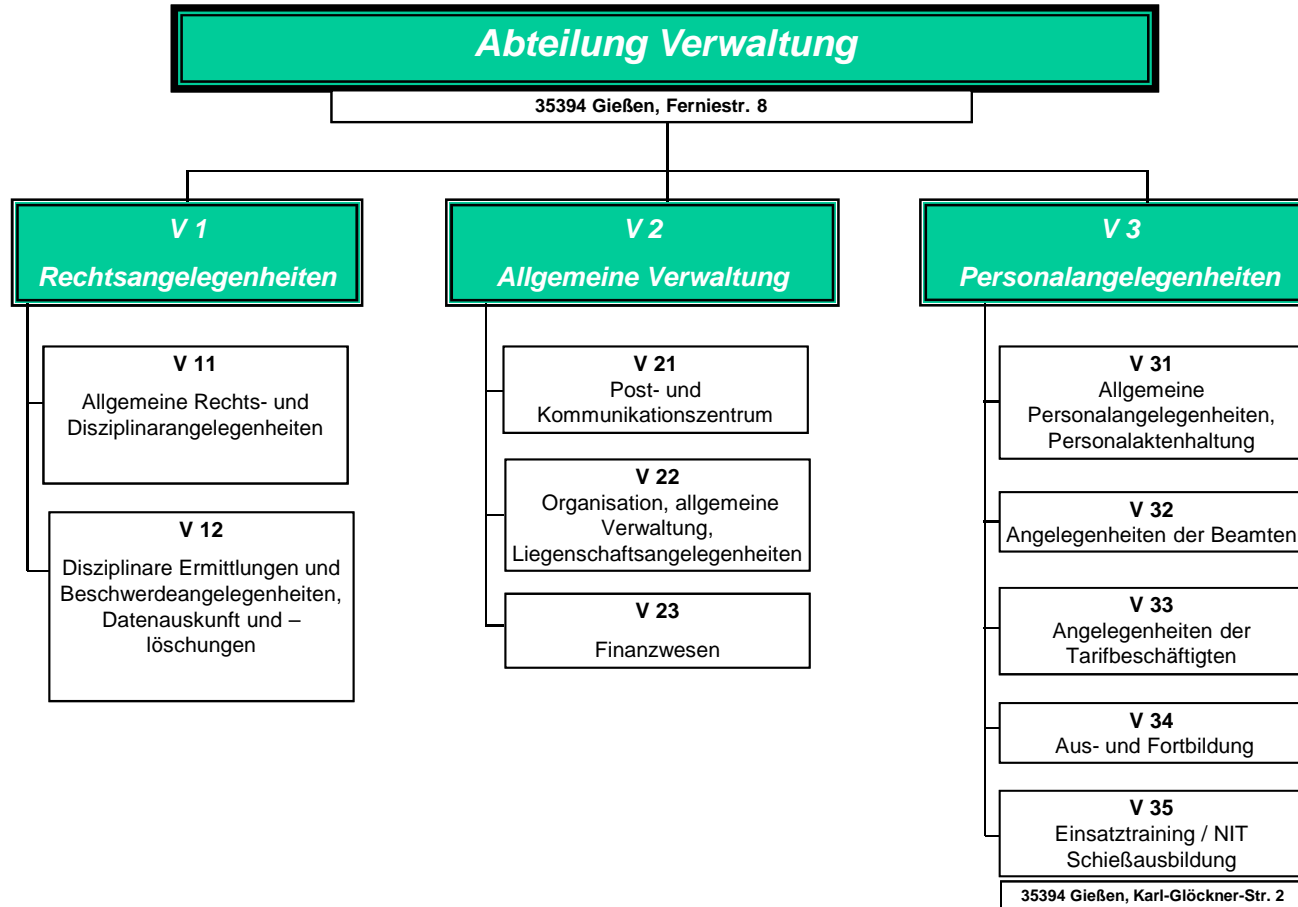 Abteilung Verwaltung
35394 Gießen, Ferniestr. 8
V 1
Rechtsangelegenheiten
V 11
Allgemeine Rechts- und
Disziplinarangelegenheiten
V 12
Disziplinare Ermittlungen und
Beschwerdeangelegenheiten,
Datenauskunft und –
löschungen
V 2
Allgemeine Verwaltung
V 21
Post- und
Kommunikationszentrum
V 22
Organisation, allgemeine
Verwaltung,
Liegenschaftsangelegenheiten
V 23
Finanzwesen
V 3
Personalangelegenheiten
V 31
Allgemeine
Personalangelegenheiten,
Personalaktenhaltung
V 32
Angelegenheiten der Beamten
V 33
Angelegenheiten der
Tarifbeschäftigten
V 34
Aus- und Fortbildung
V 35
Einsatztraining / NIT
Schießausbildung
35394 Gießen, Karl-Glöckner-Str. 2